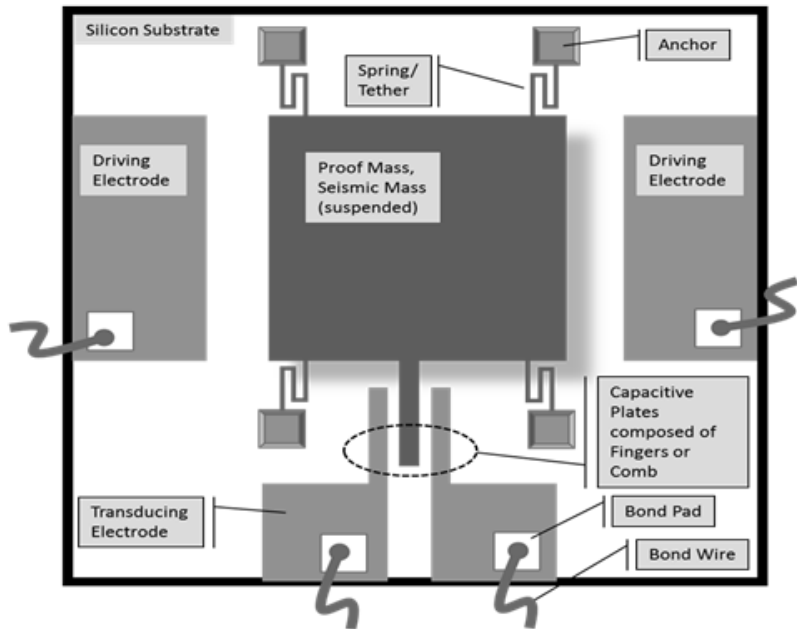 Silicon Substrate
Anchor
Spring/
Tether
Driving
Electrode
Proof Mass,
Seismic Mass
(suspended)
Driving
Electrode
Capacitive
Plates
composed of
Fingers or
Comb
Transducing
Electrode
Bond Pad
Bond Wire